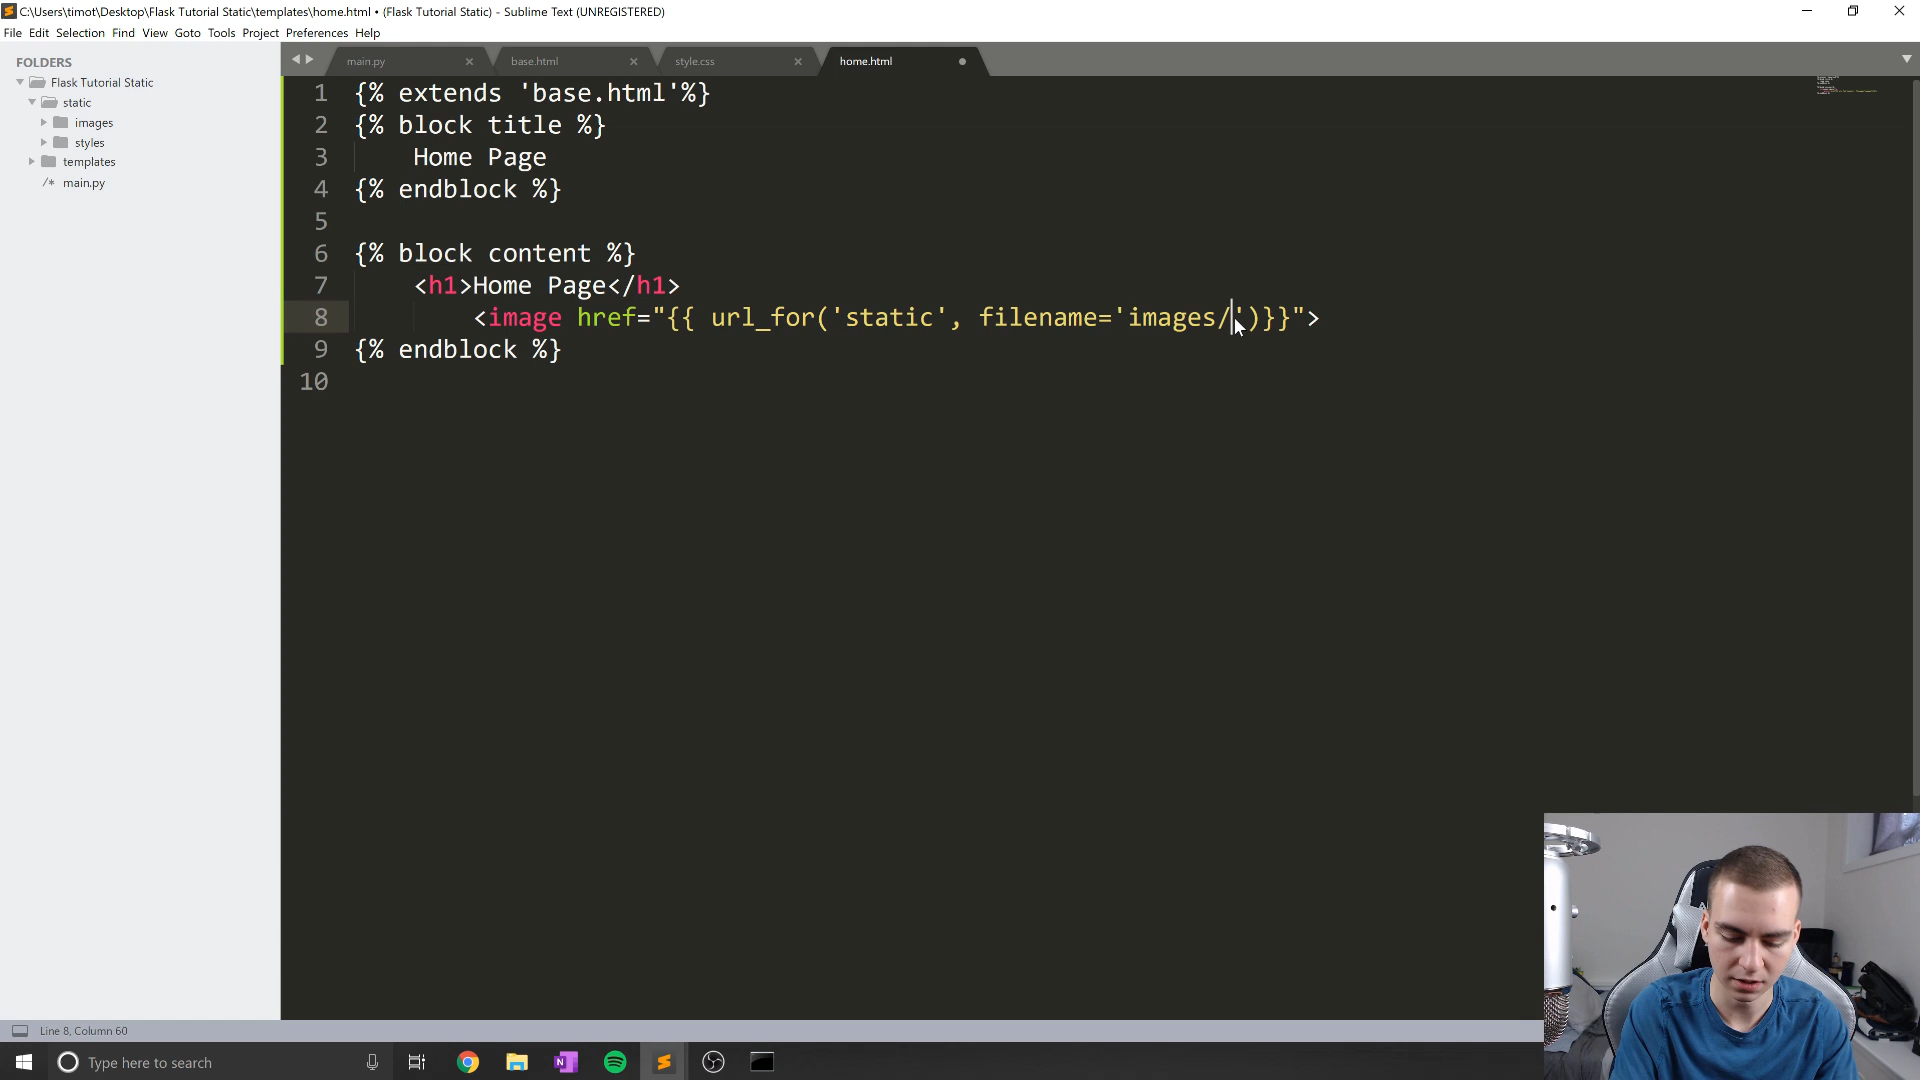 C:\Users\timot\Desktop\Flask Tutorial Static\templates\home.html • (Flask Tutorial Static) - Sublime Text (UNREGISTERED)
File Edit Selection Find View Goto Tools Project Preferences Help
FOLDERS
Flask Tutorial Static
static
images
styles
templates
/* main.py
main.py
base.html
style.css
home.html
1 {% extends 'base.html'%}
2 {% block title %}
3 Home Page
4 {% endblock %}
5
6 {% block content %}
7 <h1>Home Page</h1>
8 <image href="{{ url_for('static', filename='images/')}}">
9 {% endblock %}
10
Line 8, Column 60
Type here to search